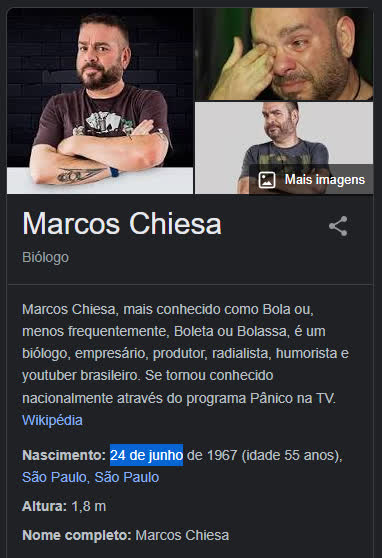 Mais imagens
Marcos Chiesa
Biólogo
Marcos Chiesa, mais conhecido como Bola ou,
menos frequentemente, Boleta ou Bolassa, é um
biólogo, empresário, produtor, radialista, humorista e
youtuber brasileiro. Se tornou conhecido
nacionalmente através do programa Pânico na TV.
Wikipédia
Nascimento: 24 de junho de 1967 (idade 55 anos),
São Paulo, São Paulo
Altura: 1,8 m
Nome completo: Marcos Chiesa